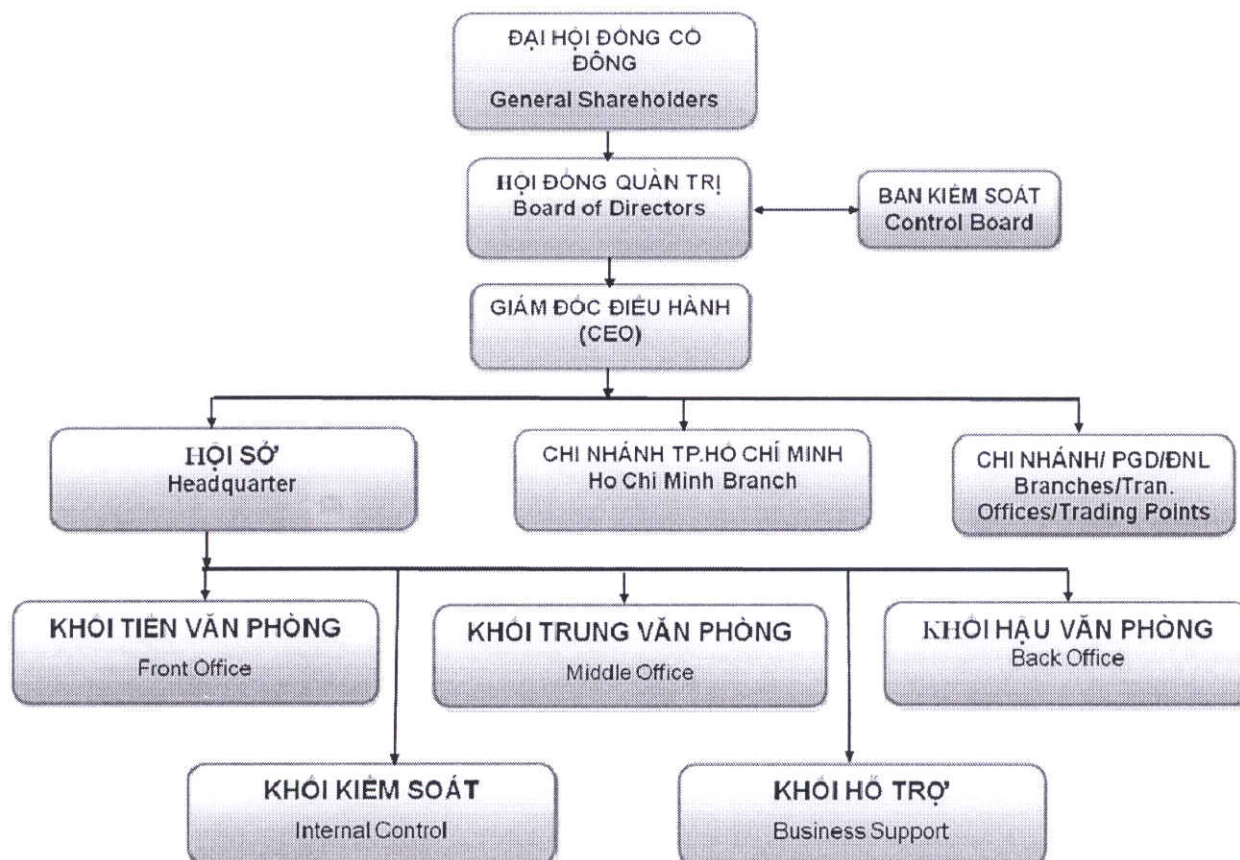 ĐẠI HỘI ĐỒNG CỔ
ĐÔNG
General Shareholders
HỘI ĐỒNG QUẢN TRỊ
Board of Directors
BAN KIỂM SOÁT
Control Board
GIÁM ĐỐC ĐIỀU HÀNH
(CEO)
HỘI SỞ
Headquarter
CHI NHÁNH TP.HỒ CHÍ MINH
Ho Chi Minh Branch
CHI NHÁNH/ PGD/ĐNL
Branches/Tran.
Offices/Trading Points
KHỐI TIỀN VĂN PHÒNG
Front Office
KHỐI TRUNG VĂN PHÒNG
Middle Office
KHỐI HẬU VĂN PHÒNG
Back Office
KHỐI KIỂM SOÁT
Internal Control
KHỐI HỖ TRỢ
Business Support